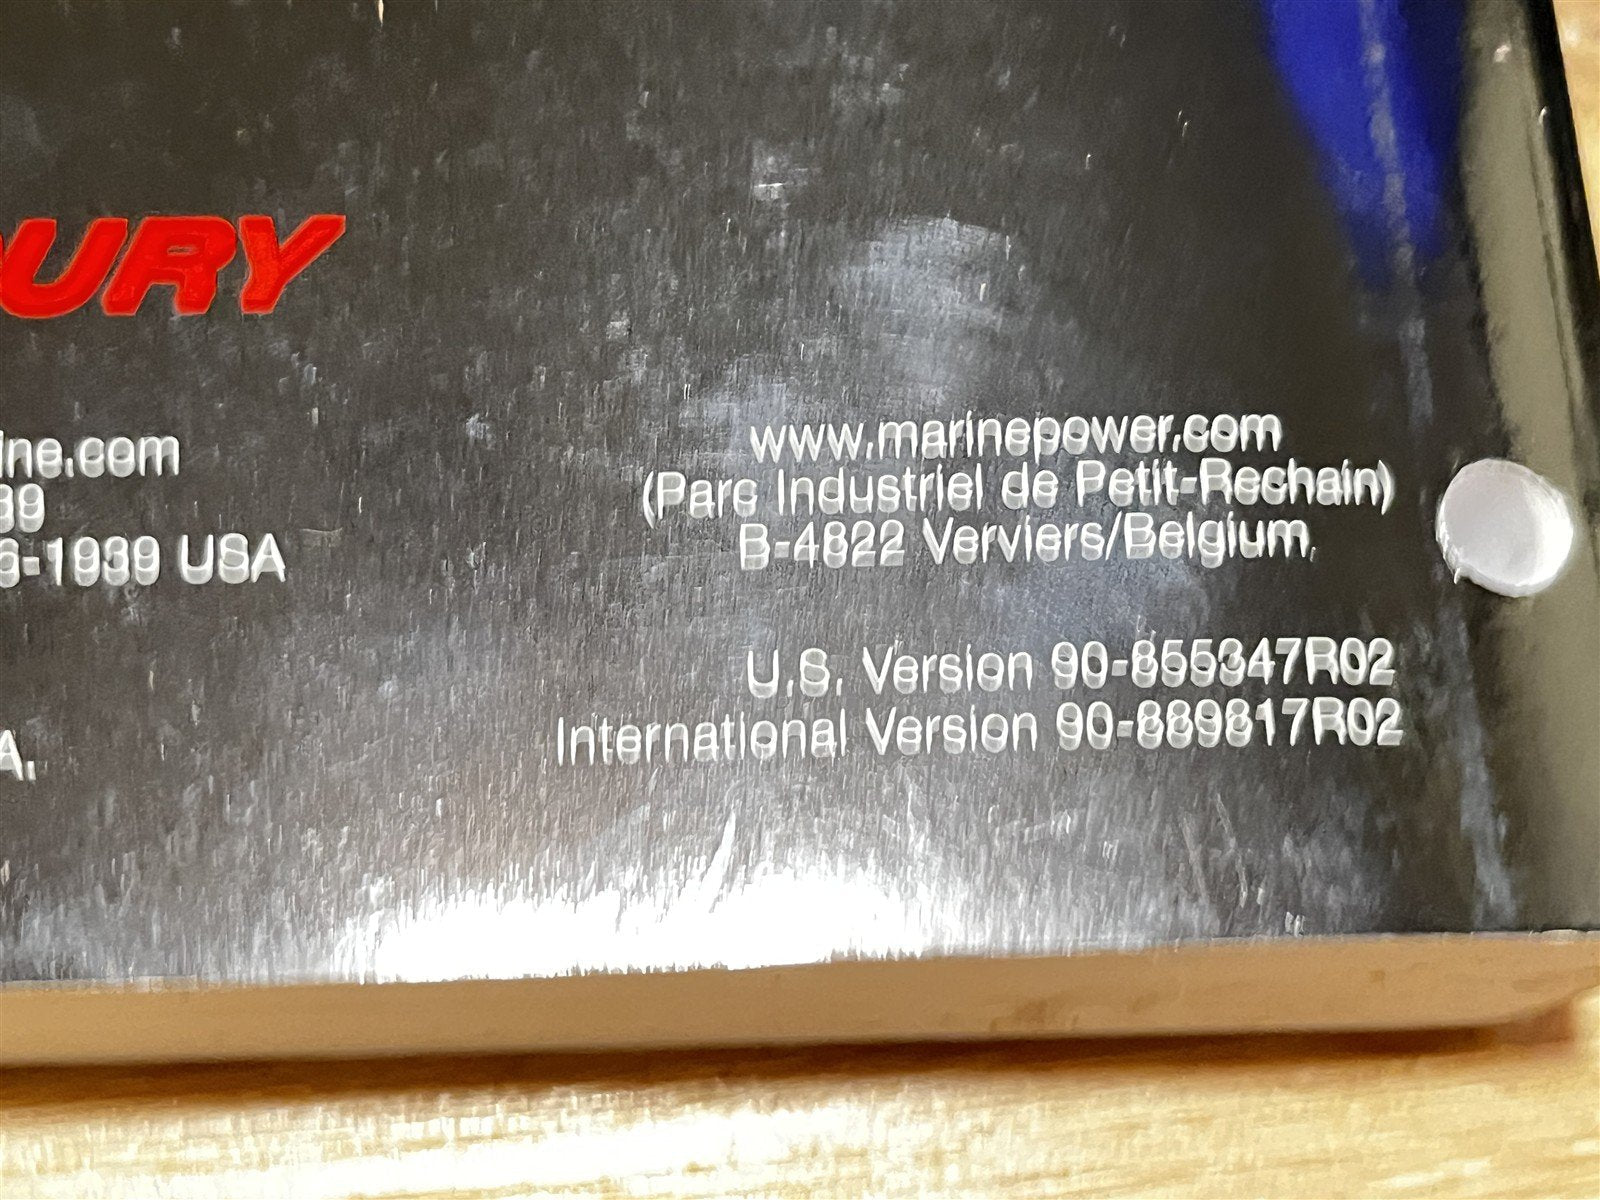 URY
ine.com
39
-1939 USA
A.
www.marinepower.com
(Parc Industriel de Petit-Rechain)
B-4822 Verviers/Belgium,
U.S. Version 90-855347R02
International Version 90-889817R02